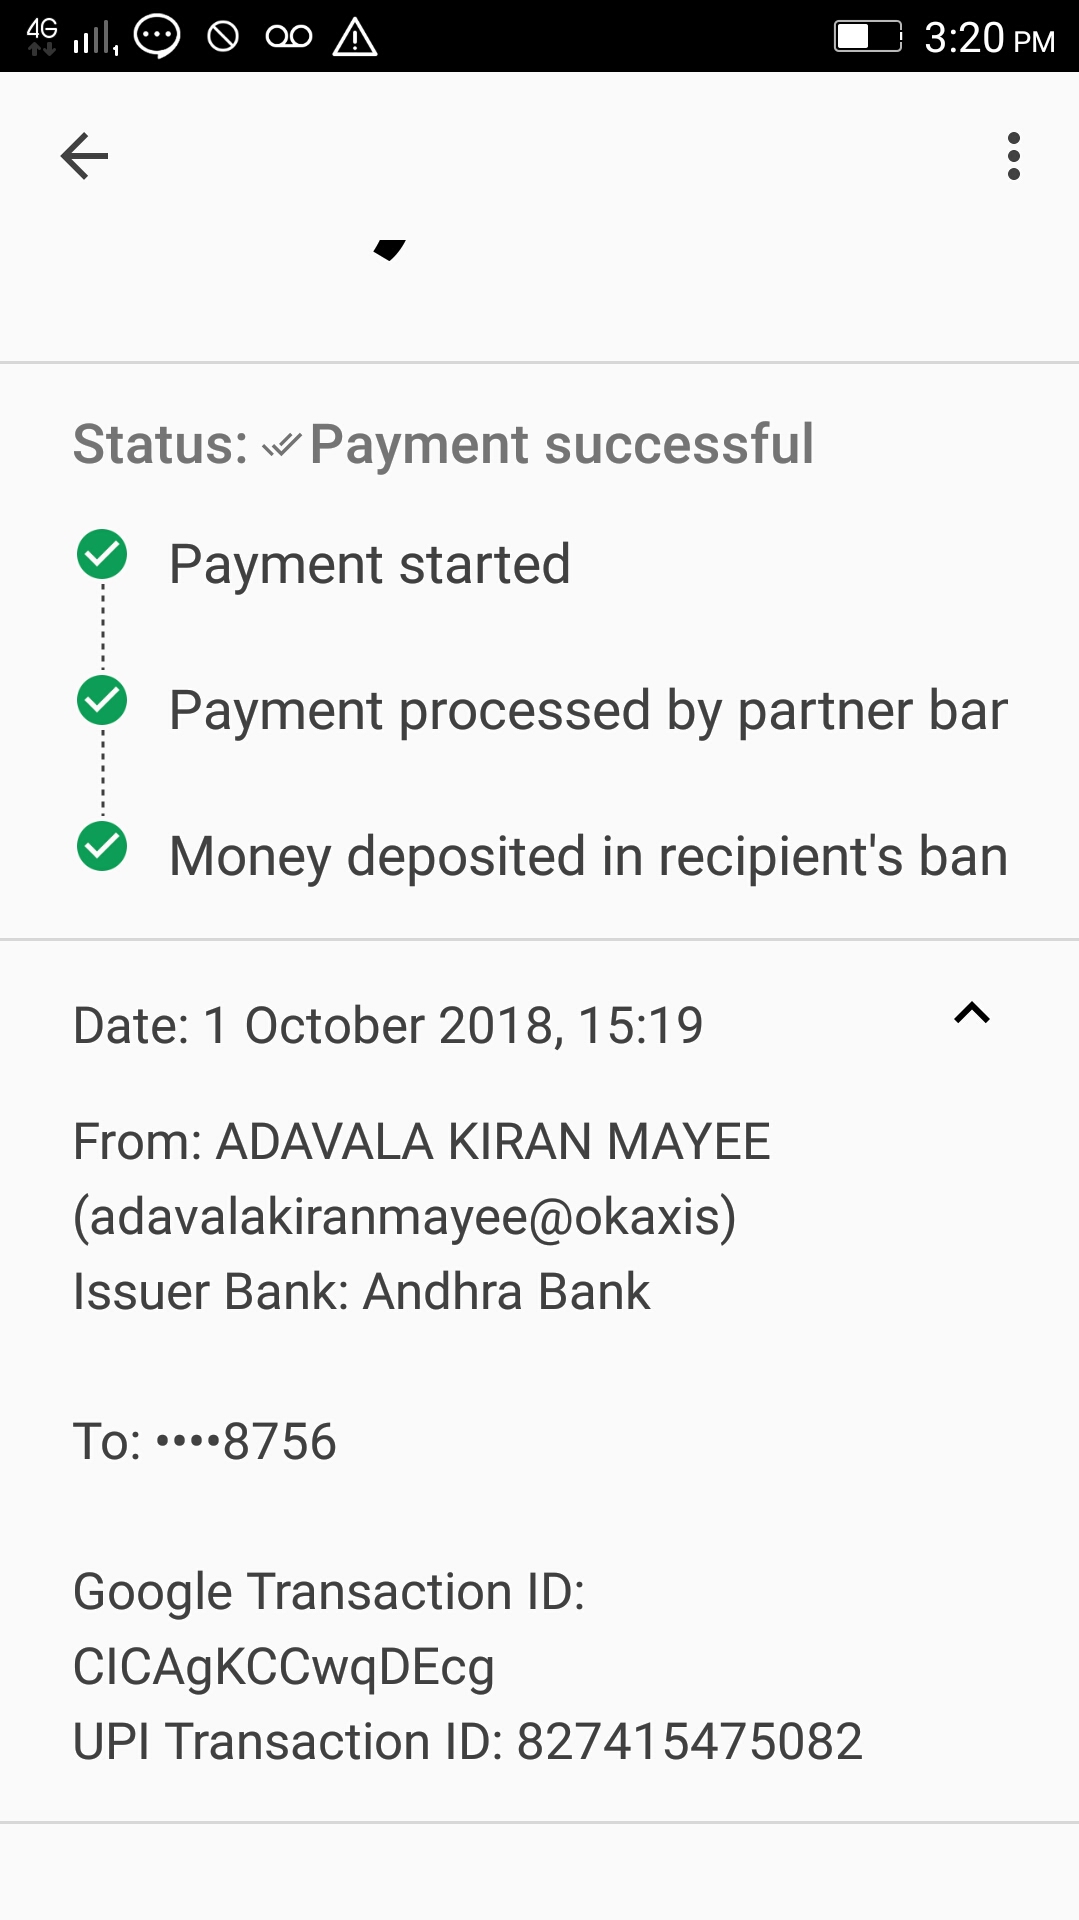 4G
1
3:20 PM
Status: Payment successful
Payment started
Payment processed by partner bar
Money deposited in recipient's ban
Date: 1 October 2018, 15:19
From: ADAVALA KIRAN MAYEE
(adavalakiranmayee@okaxis)
Issuer Bank: Andhra Bank
To: ••••8756
Google Transaction ID:
CICAgKCCwqDEcg
UPI Transaction ID: 827415475082